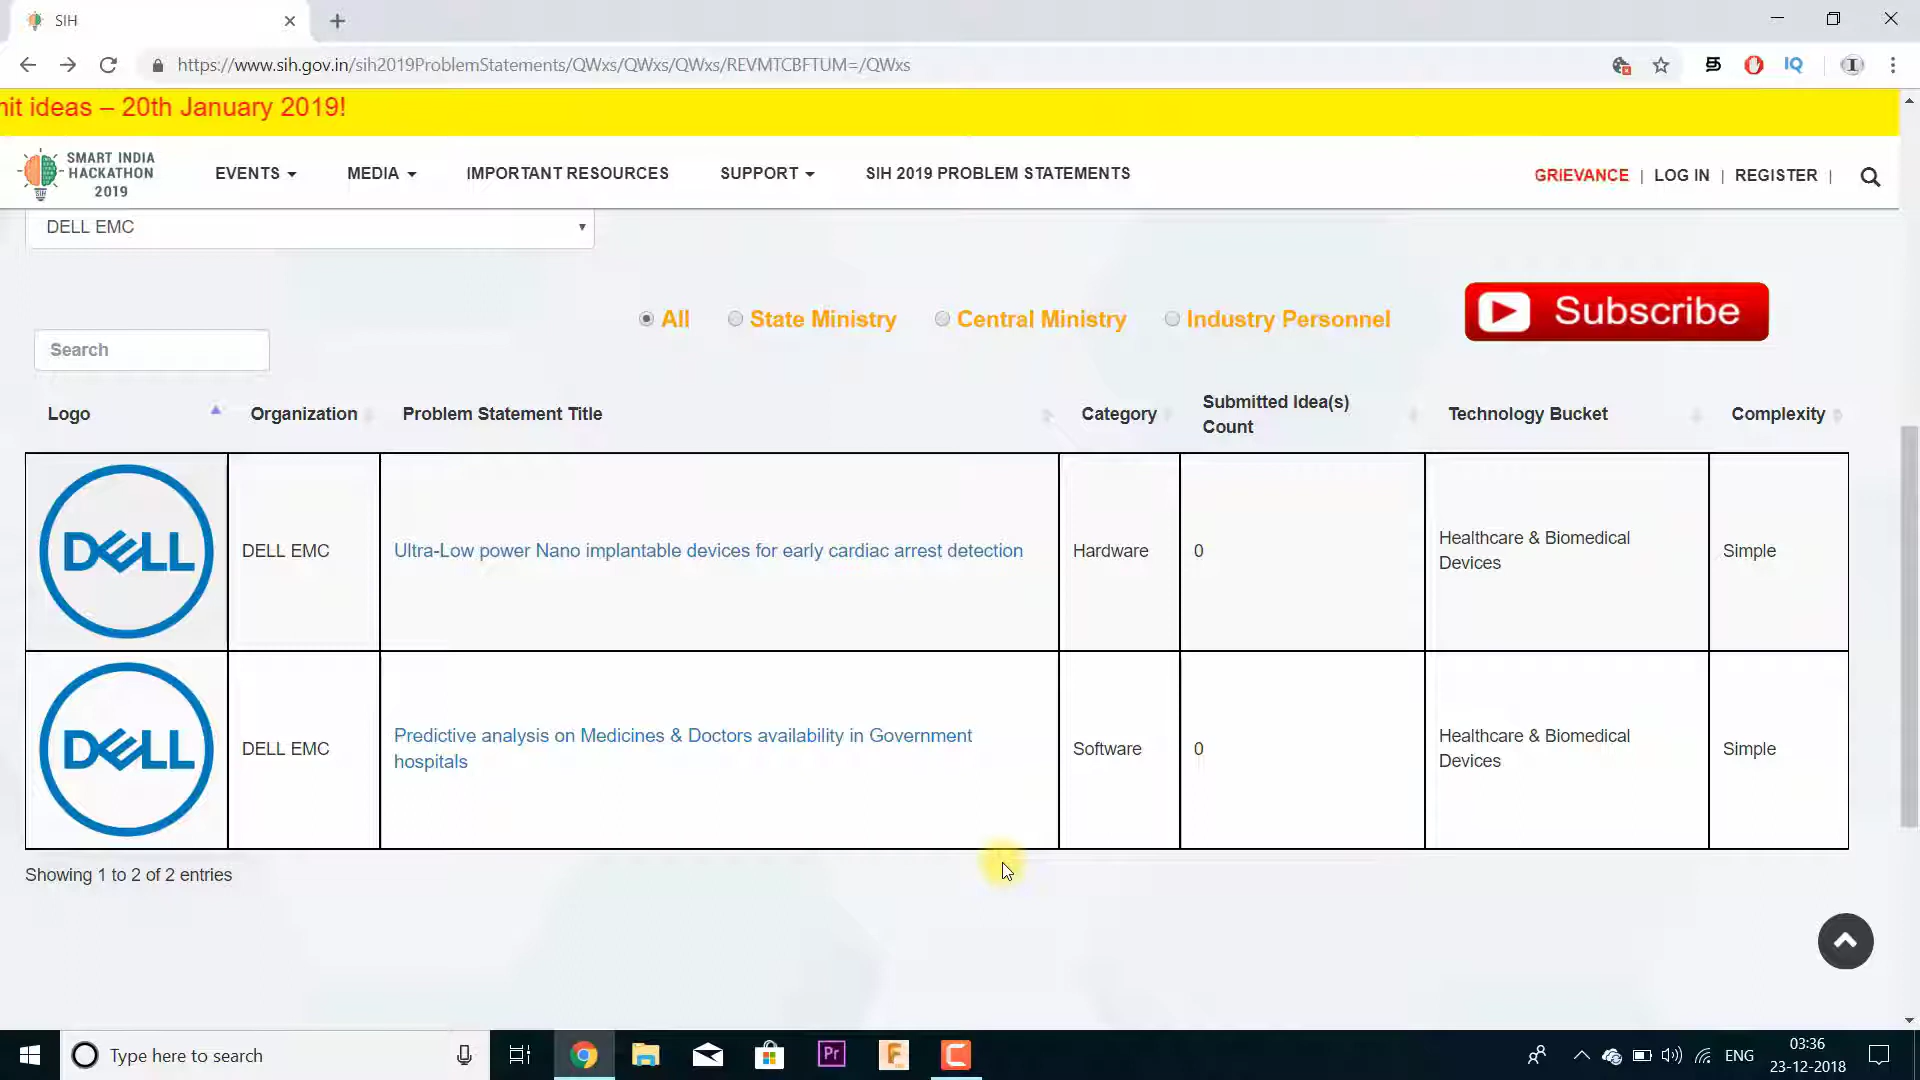 SIH
https://www.sih.gov.in/sih2019ProblemStatements/QWxs/QWxs/QWxs/REVMTCBFTUM=/QWxs
IQ
nit ideas – 20th January 2019!
SMART INDIA
HACKATHON
2019
SIH
EVENTS
MEDIA
IMPORTANT RESOURCES
SUPPORT
SIH 2019 PROBLEM STATEMENTS
GRIEVANCE | LOG IN | REGISTER |
DELL EMC
All
State Ministry
Central Ministry
Industry Personnel
Subscribe
Search
Logo
Organization
Problem Statement Title
Category
Submitted Idea(s)
Count
Technology Bucket
Complexity
DELL
DELL EMC
Ultra-Low power Nano implantable devices for early cardiac arrest detection
Hardware
0
Healthcare & Biomedical
Devices
Simple
DELL
DELL EMC
Predictive analysis on Medicines & Doctors availability in Government
hospitals
Software
0
Healthcare & Biomedical
Devices
Simple
Showing 1 to 2 of 2 entries
Type here to search
Pr
F
C
ENG
03:36
23-12-2018